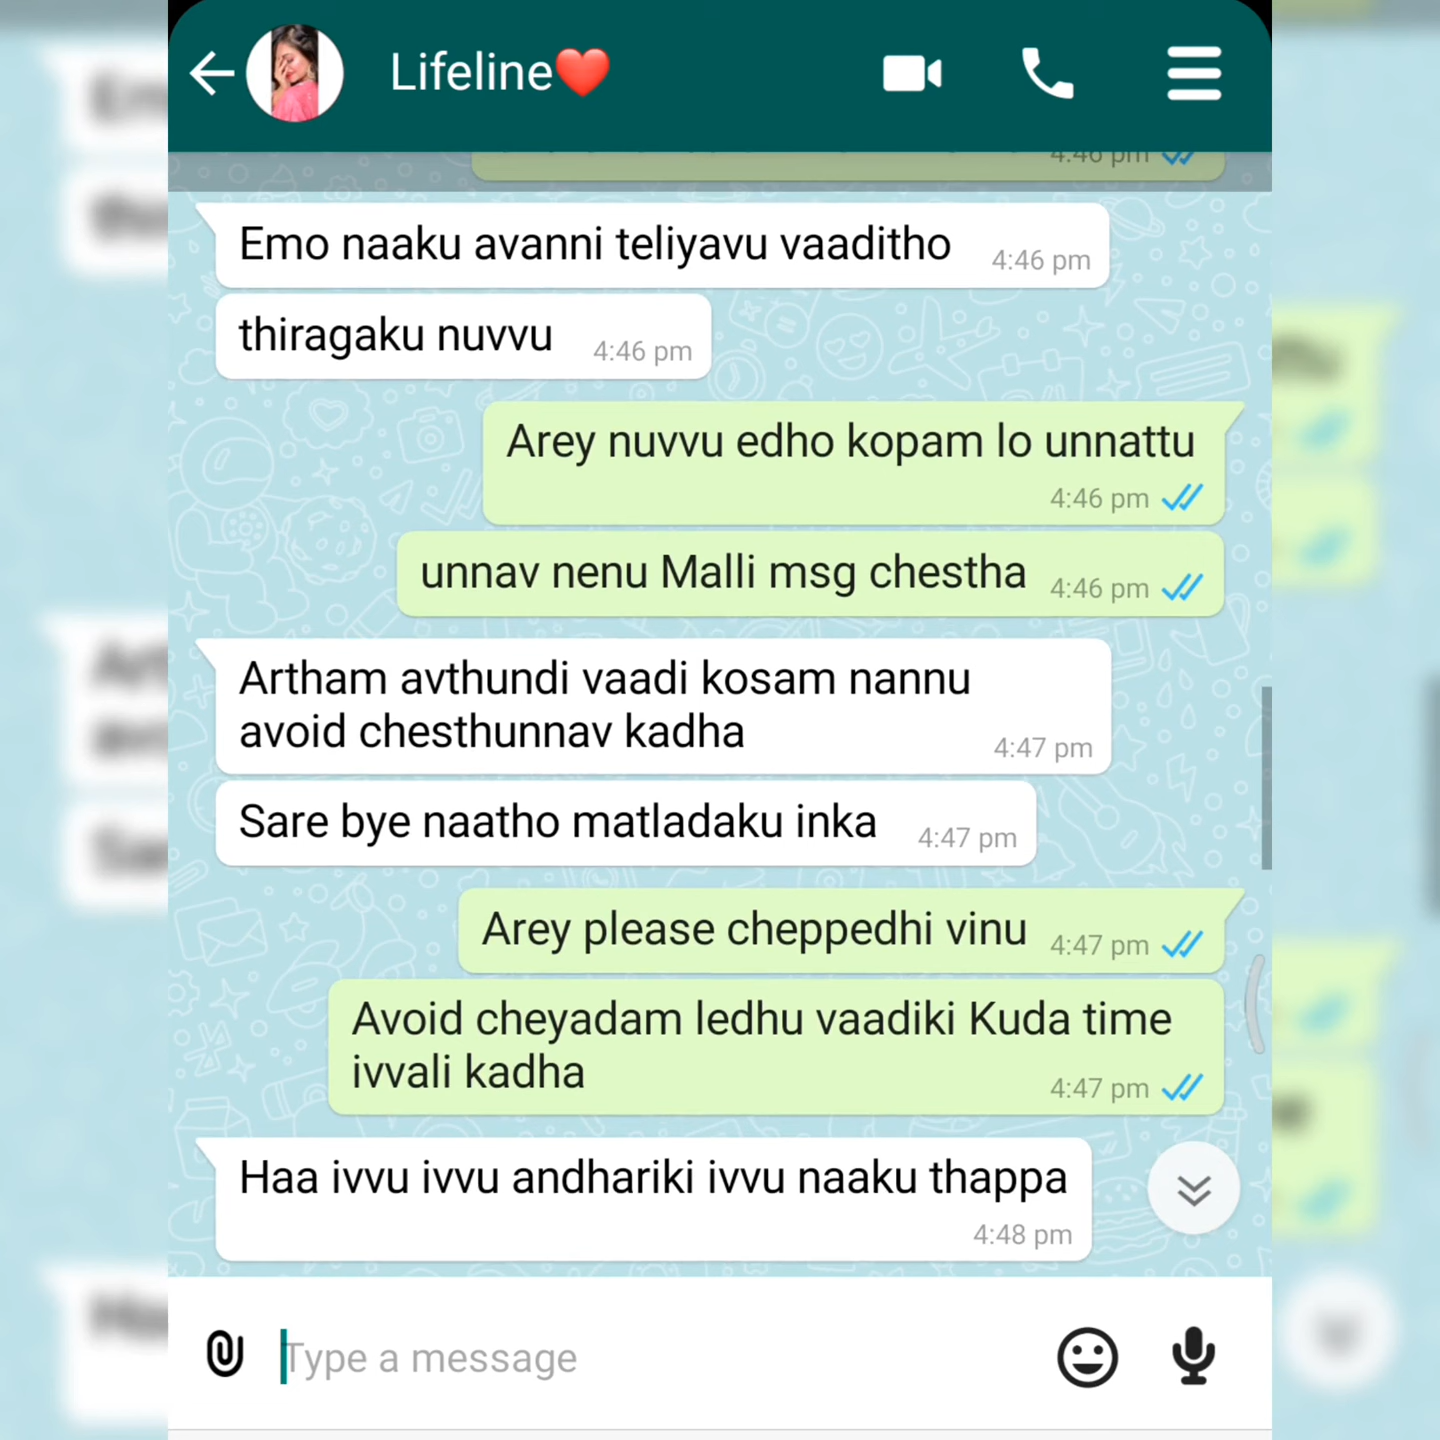 Lifeline❤️
4:46 pm
Emo naaku avanni teliyavu vaaditho
4:46 pm
thiragaku nuvvu
4:46 pm
Arey nuvvu edho kopam lo unnattu
4:46 pm
unnav nenu Malli msg chestha
4:46 pm
Artham avthundi vaadi kosam nannu
avoid chesthunnav kadha
4:47 pm
Sare bye naatho matladaku inka
4:47 pm
Arey please cheppedhi vinu
4:47 pm
Avoid cheyadam ledhu vaadiki Kuda time
ivvali kadha
4:47 pm
Haa ivvu ivvu andhariki ivvu naaku thappa
4:48 pm
Type a message